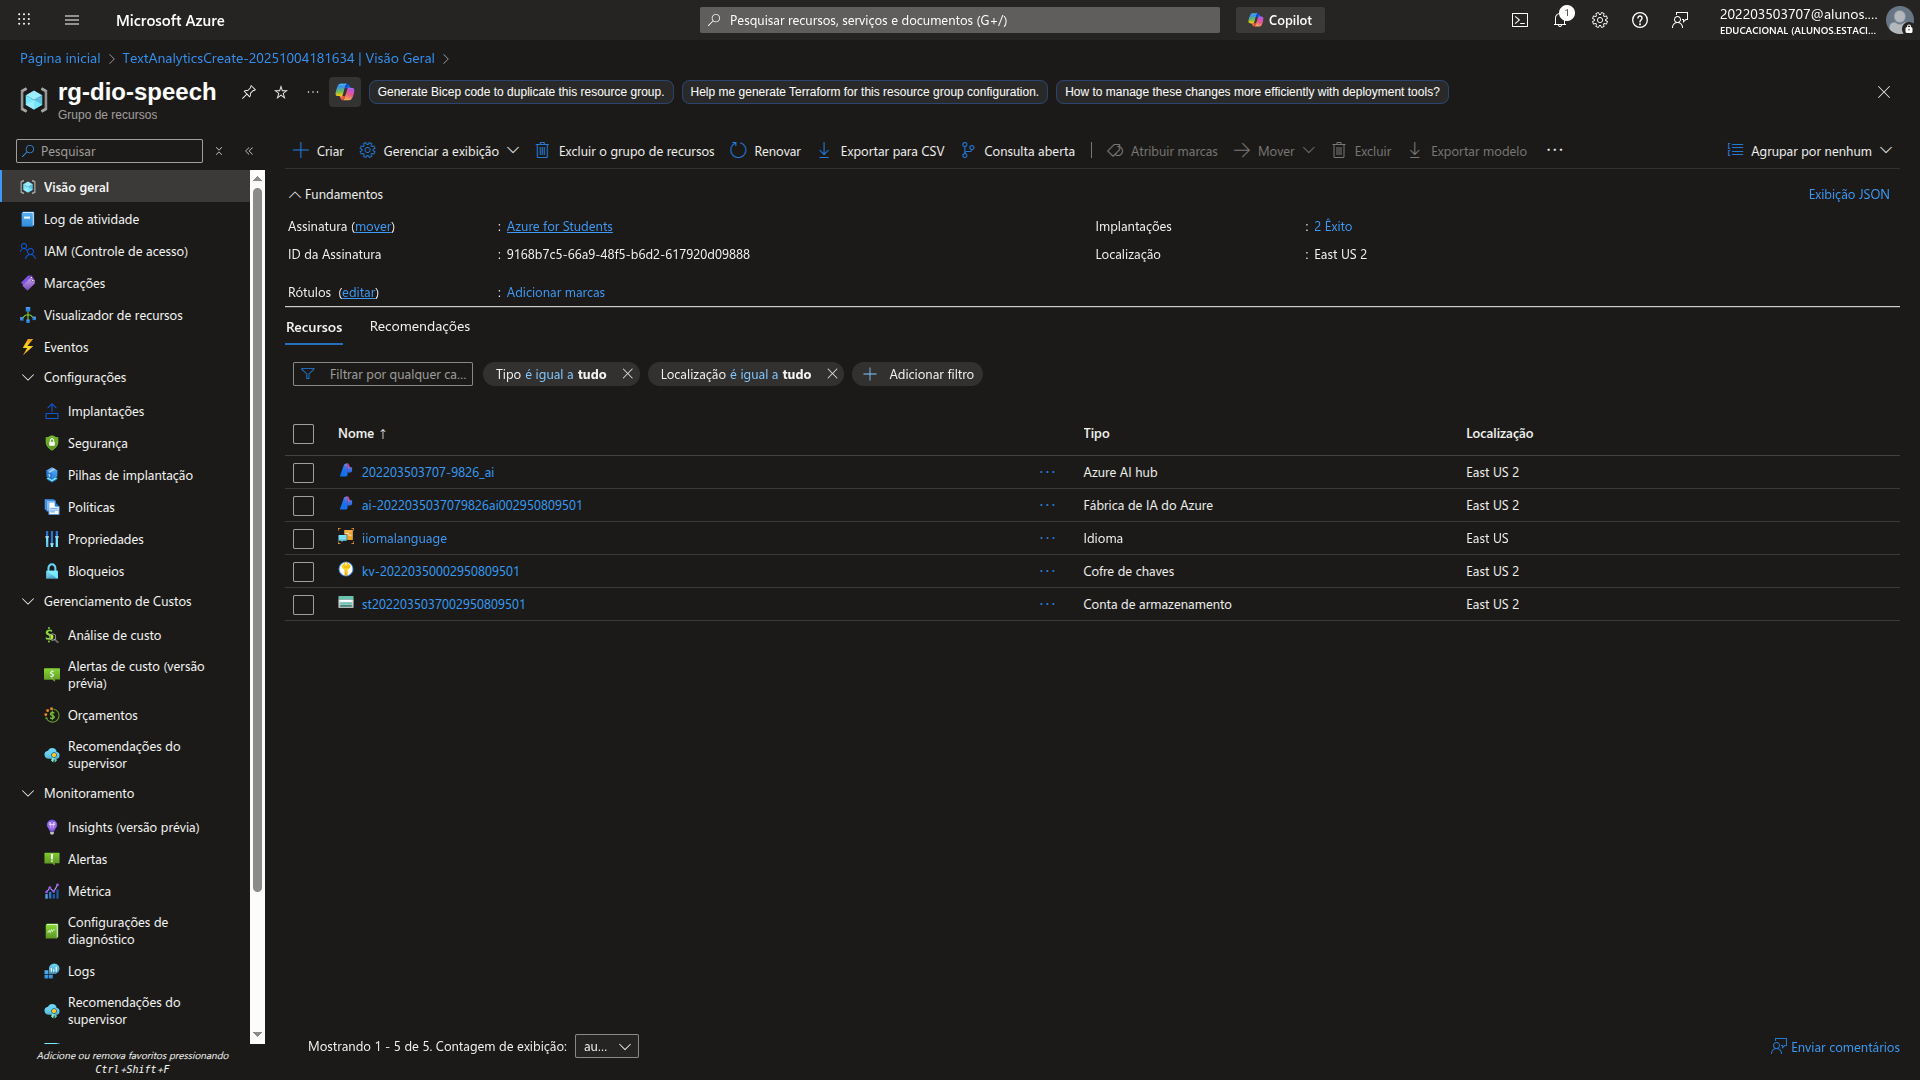 Microsoft Azure
Pesquisar recursos, serviços e documentos (G+/)
Copilot
1
202203503707@alunos....
EDUCACIONAL (ALUNOS.ESTACI...
Página inicial > TextAnalyticsCreate-20251004181634 | Visão Geral >
rg-dio-speech
Grupo de recursos
Generate Bicep code to duplicate this resource group.
Help me generate Terraform for this resource group configuration.
How to manage these changes more efficiently with deployment tools?
Pesquisar
Criar
Gerenciar a exibição
Excluir o grupo de recursos
Renovar
Exportar para CSV
Consulta aberta
Atribuir marcas
Mover
Excluir
Exportar modelo
Agrupar por nenhum
Visão geral
Log de atividade
IAM (Controle de acesso)
Marcações
Visualizador de recursos
Eventos
Configurações
Implantações
Segurança
Pilhas de implantação
Políticas
Propriedades
Bloqueios
Gerenciamento de Custos
Análise de custo
Alertas de custo (versão
prévia)
Orçamentos
Recomendações do
supervisor
Monitoramento
Insights (versão prévia)
Alertas
Métrica
Configurações de
diagnóstico
Logs
Recomendações do
supervisor
Adicione ou remova favoritos pressionando
Ctrl+Shift+F
Fundamentos
Exibição JSON
Assinatura (mover) : Azure for Students
Implantações : 2 Êxito
ID da Assinatura : 9168b7c5-66a9-48f5-b6d2-617920d09888
Localização : East US 2
Rótulos (editar) : Adicionar marcas
Recursos
Recomendações
Filtrar por qualquer ca...
Tipo é igual a tudo
Localização é igual a tudo
Adicionar filtro
Nome ↑ Tipo Localização
202203503707-9826_ai ... Azure AI hub East US 2
ai-2022035037079826ai002950809501 ... Fábrica de IA do Azure East US 2
iiomalanguage ... Idioma East US
kv-20220350002950809501 ... Cofre de chaves East US 2
st2022035037002950809501 ... Conta de armazenamento East US 2
Mostrando 1 - 5 de 5. Contagem de exibição: au...
Enviar comentários